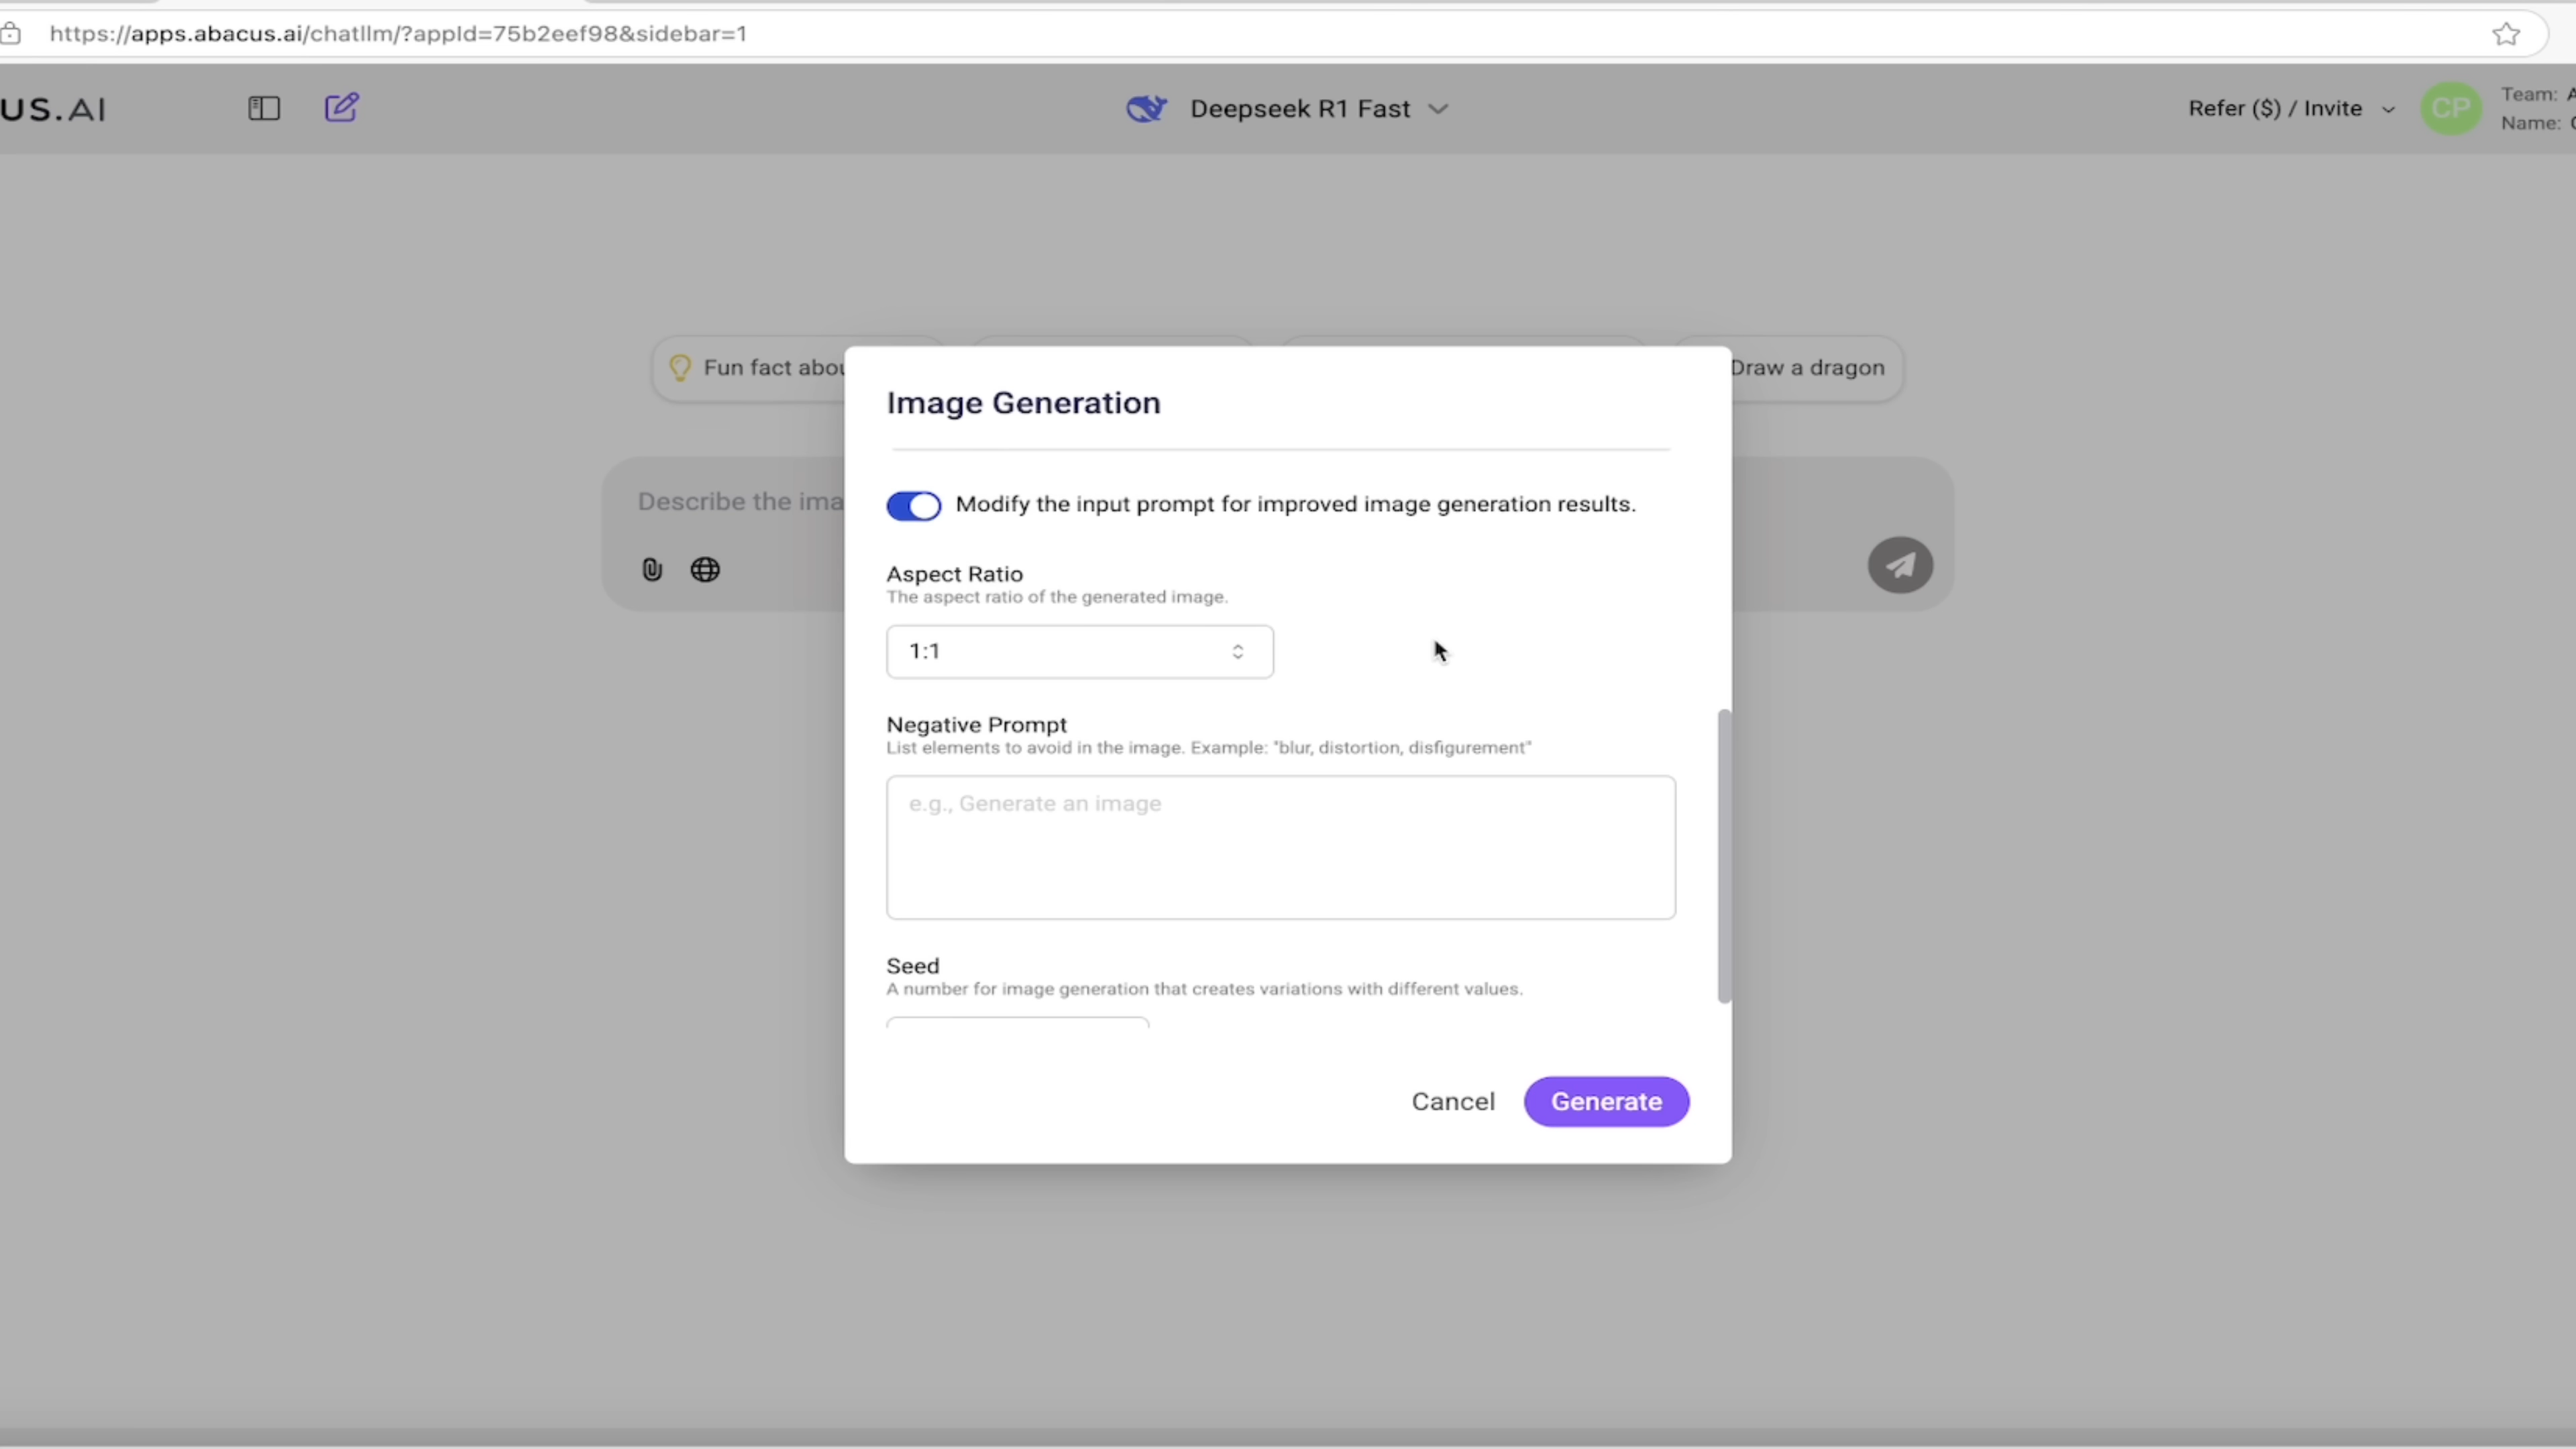 https://apps.abacus.ai/chatllm/?appId=75b2eef98&sidebar=1
US.AI
Deepseek R1 Fast
Refer ($) / Invite
CP
Team: A
Name:
Fun fact abou
Draw a dragon
Describe the ima
Image Generation
Modify the input prompt for improved image generation results.
Aspect Ratio
The aspect ratio of the generated image.
1:1
Negative Prompt
List elements to avoid in the image. Example: "blur, distortion, disfigurement"
e.g., Generate an image
Seed
A number for image generation that creates variations with different values.
Cancel
Generate